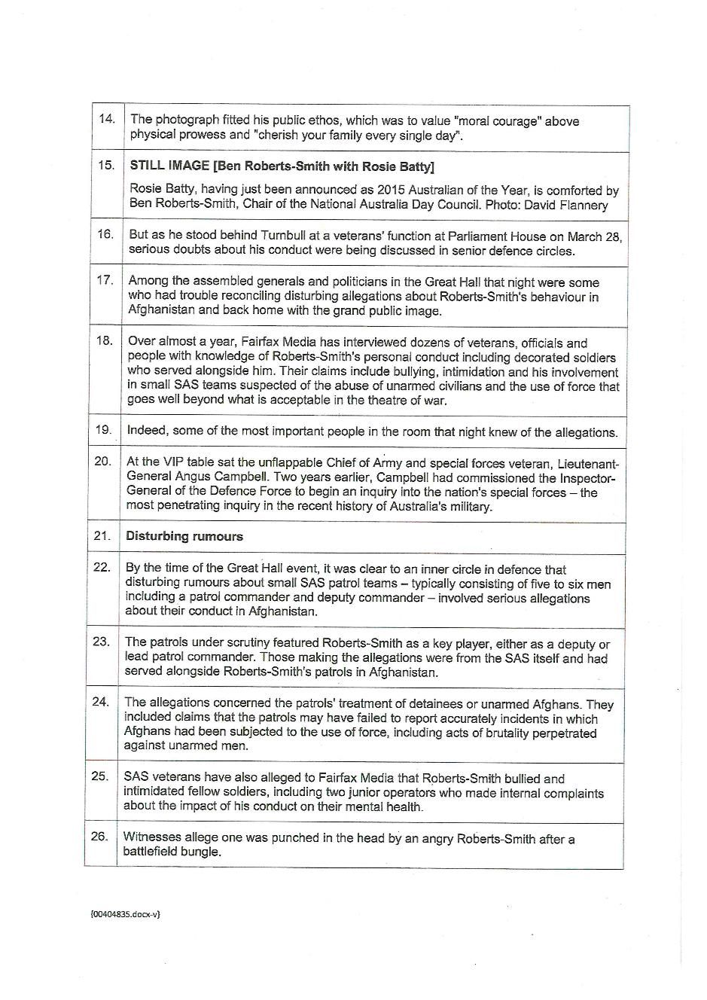 14. The photograph fitted his public ethos, which was to value "moral courage" above
physical prowess and "cherish your family every single day".
15. STILL IMAGE [Ben Roberts-Smith with Rosie Batty]
Rosie Batty, having just been announced as 2015 Australian of the Year, is comforted by
Ben Roberts-Smith, Chair of the National Australia Day Council. Photo: David Flannery
16. But as he stood behind Turnbull at a veterans' function at Parliament House on March 28,
serious doubts about his conduct were being discussed in senior defence circles.
17. Among the assembled generals and politicians in the Great Hall that night were some
who had trouble reconciling disturbing allegations about Roberts-Smith's behaviour in
Afghanistan and back home with the grand public image.
18. Over almost a year, Fairfax Media has interviewed dozens of veterans, officials and
people with knowledge of Roberts-Smith's personal conduct including decorated soldiers
who served alongside him. Their claims include bullying, intimidation and his involvement
in small SAS teams suspected of the abuse of unarmed civilians and the use of force that
goes well beyond what is acceptable in the theatre of war.
19. Indeed, some of the most important people in the room that night knew of the allegations.
20. At the VIP table sat the unflappable Chief of Army and special forces veteran, Lieutenant-
General Angus Campbell. Two years earlier, Campbell had commissioned the Inspector-
General of the Defence Force to begin an inquiry into the nation's special forces – the
most penetrating inquiry in the recent history of Australia's military.
21. Disturbing rumours
22. By the time of the Great Hall event, it was clear to an inner circle in defence that
disturbing rumours about small SAS patrol teams – typically consisting of five to six men
including a patrol commander and deputy commander – involved serious allegations
about their conduct in Afghanistan.
23. The patrols under scrutiny featured Roberts-Smith as a key player, either as a deputy or
lead patrol commander. Those making the allegations were from the SAS itself and had
served alongside Roberts-Smith's patrols in Afghanistan.
24. The allegations concerned the patrols' treatment of detainees or unarmed Afghans. They
included claims that the patrols may have failed to report accurately incidents in which
Afghans had been subjected to the use of force, including acts of brutality perpetrated
against unarmed men.
25. SAS veterans have also alleged to Fairfax Media that Roberts-Smith bullied and
intimidated fellow soldiers, including two junior operators who made internal complaints
about the impact of his conduct on their mental health.
26. Witnesses allege one was punched in the head by an angry Roberts-Smith after a
battlefield bungle.
{00404835.docx-v}